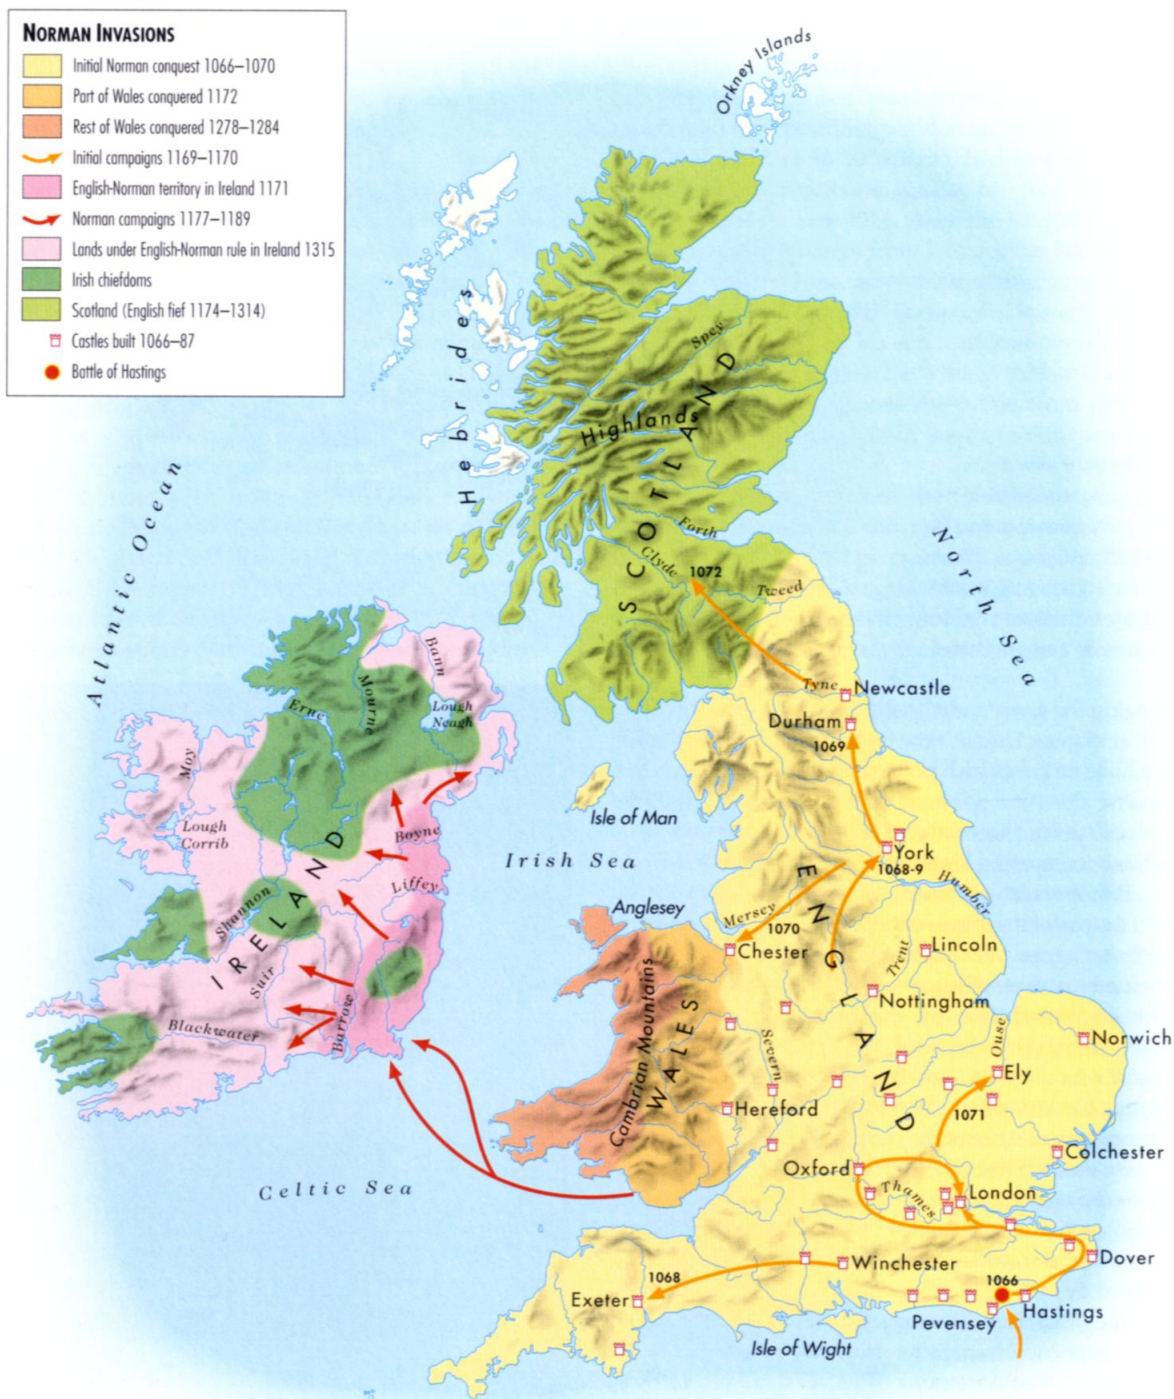 NORMAN INVASIONS
Initial Norman conquest 1066–1070
Part of Wales conquered 1172
Rest of Wales conquered 1278–1284
Initial campaigns 1169–1170
English-Norman territory in Ireland 1171
Norman campaigns 1177–1189
Lands under English-Norman rule in Ireland 1315
Irish chiefdoms
Scotland (English fief 1174–1314)
Castles built 1066–87
Battle of Hastings
Orkney Islands
Hebrides
Spey
Highlands
SCOTLAND
Atlantic Ocean
North Sea
Forth
Clyde
1072
Tweed
Bann
Mourne
Erne
Lough
Neagh
Tyne
Newcastle
Durham
1069
Moy
Isle of Man
Lough
Corrib
Boyne
York
1068-9
Irish Sea
IRELAND
Liffey
ENGLAND
Humber
Shannon
Anglesey
Mersey
1070
Chester
Trent
Lincoln
Suir
Cambrian Mountains
WALES
Nottingham
Barrow
Blackwater
Severn
Ouse
Norwich
Ely
Hereford
1071
Colchester
Oxford
Celtic Sea
Thames
London
Winchester
Dover
1068
1066
Exeter
Hastings
Pevensey
Isle of Wight